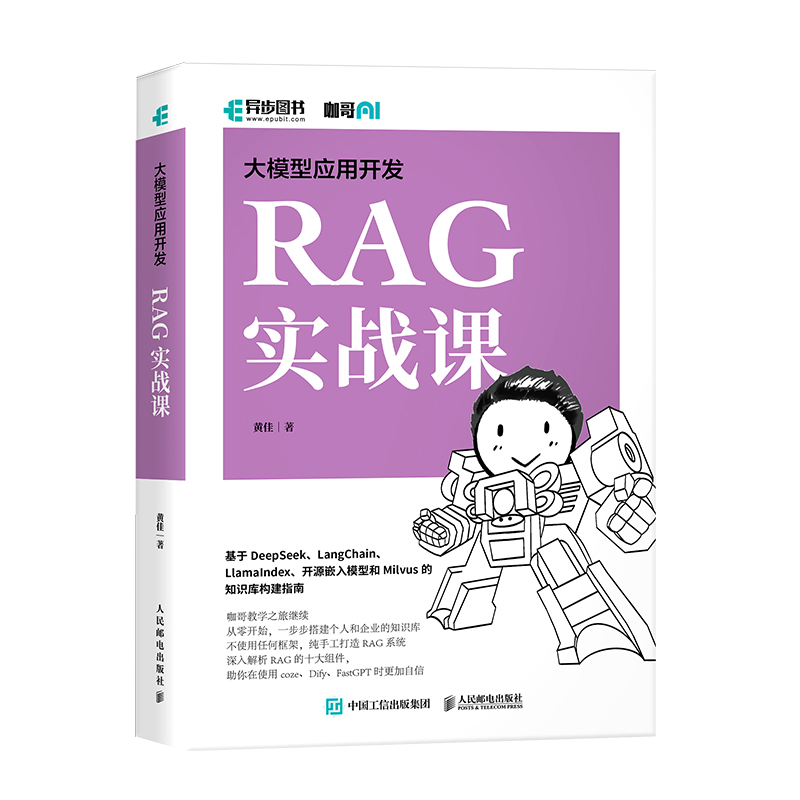 异步图书
www.epubit.com
咖哥AI
大模型应用开发
RAG
实战课
黄佳 | 著
基于 DeepSeek、LangChain、
LlamaIndex、开源嵌入模型和 Milvus 的
知识库构建指南
咖哥教学之旅继续
从零开始，一步步搭建个人和企业的知识库
不使用任何框架，纯手工打造 RAG 系统
深入解析 RAG 的十大组件，
助你在使用 coze、Dify、FastGPT 时更加自信
中国工信出版集团
人民邮电出版社
POSTS & TELECOM PRESS
大模型应用开发
RAG 实战课
黄佳 | 著
人民邮电出版社